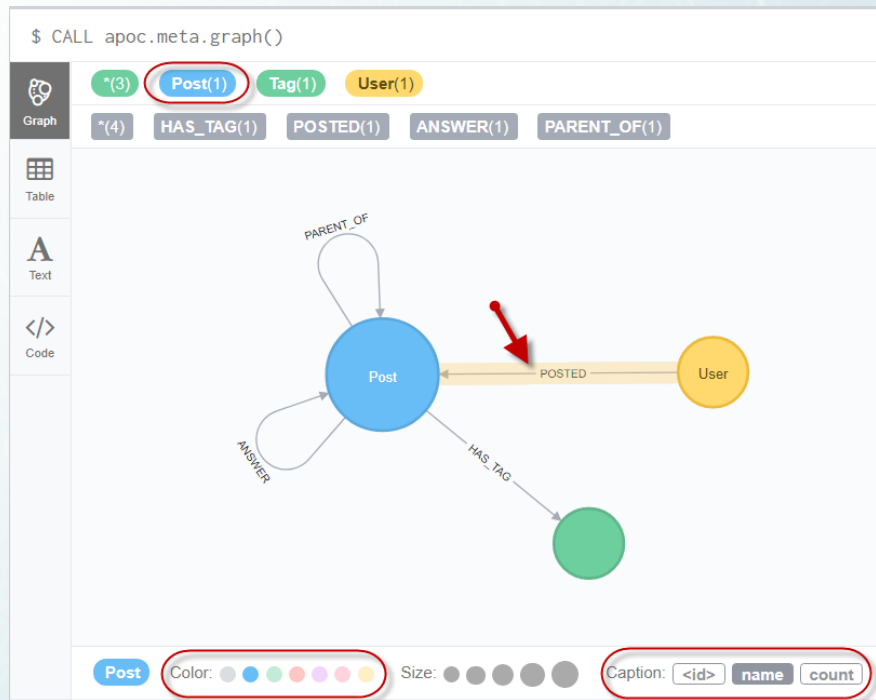 $ CALL apoc.meta.graph()
*(3) Post(1) Tag(1) User(1)
Graph
*(4) HAS_TAG(1) POSTED(1) ANSWER(1) PARENT_OF(1)
Table
PARENT_OF
A
Text
</>
Code
Post
POSTED
User
ANSWER
HAS_TAG
Post Color: Size: Caption: <id> name count